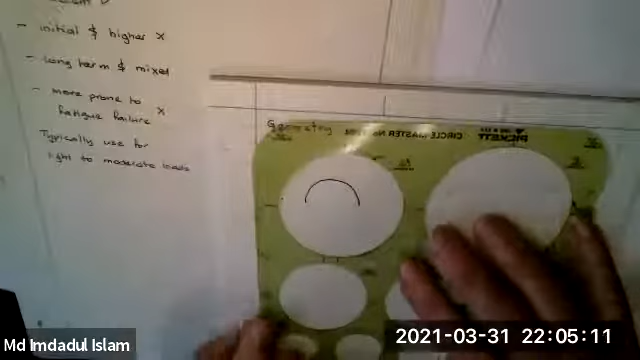 - initial & higher x
- long term & mixed
- more prone to x
fatigue failure
Typically use for
light to moderate loads
Geometry
CIRCLE MASTER
PICKETT
Md Imdadul Islam
2021-03-31 22:05:11